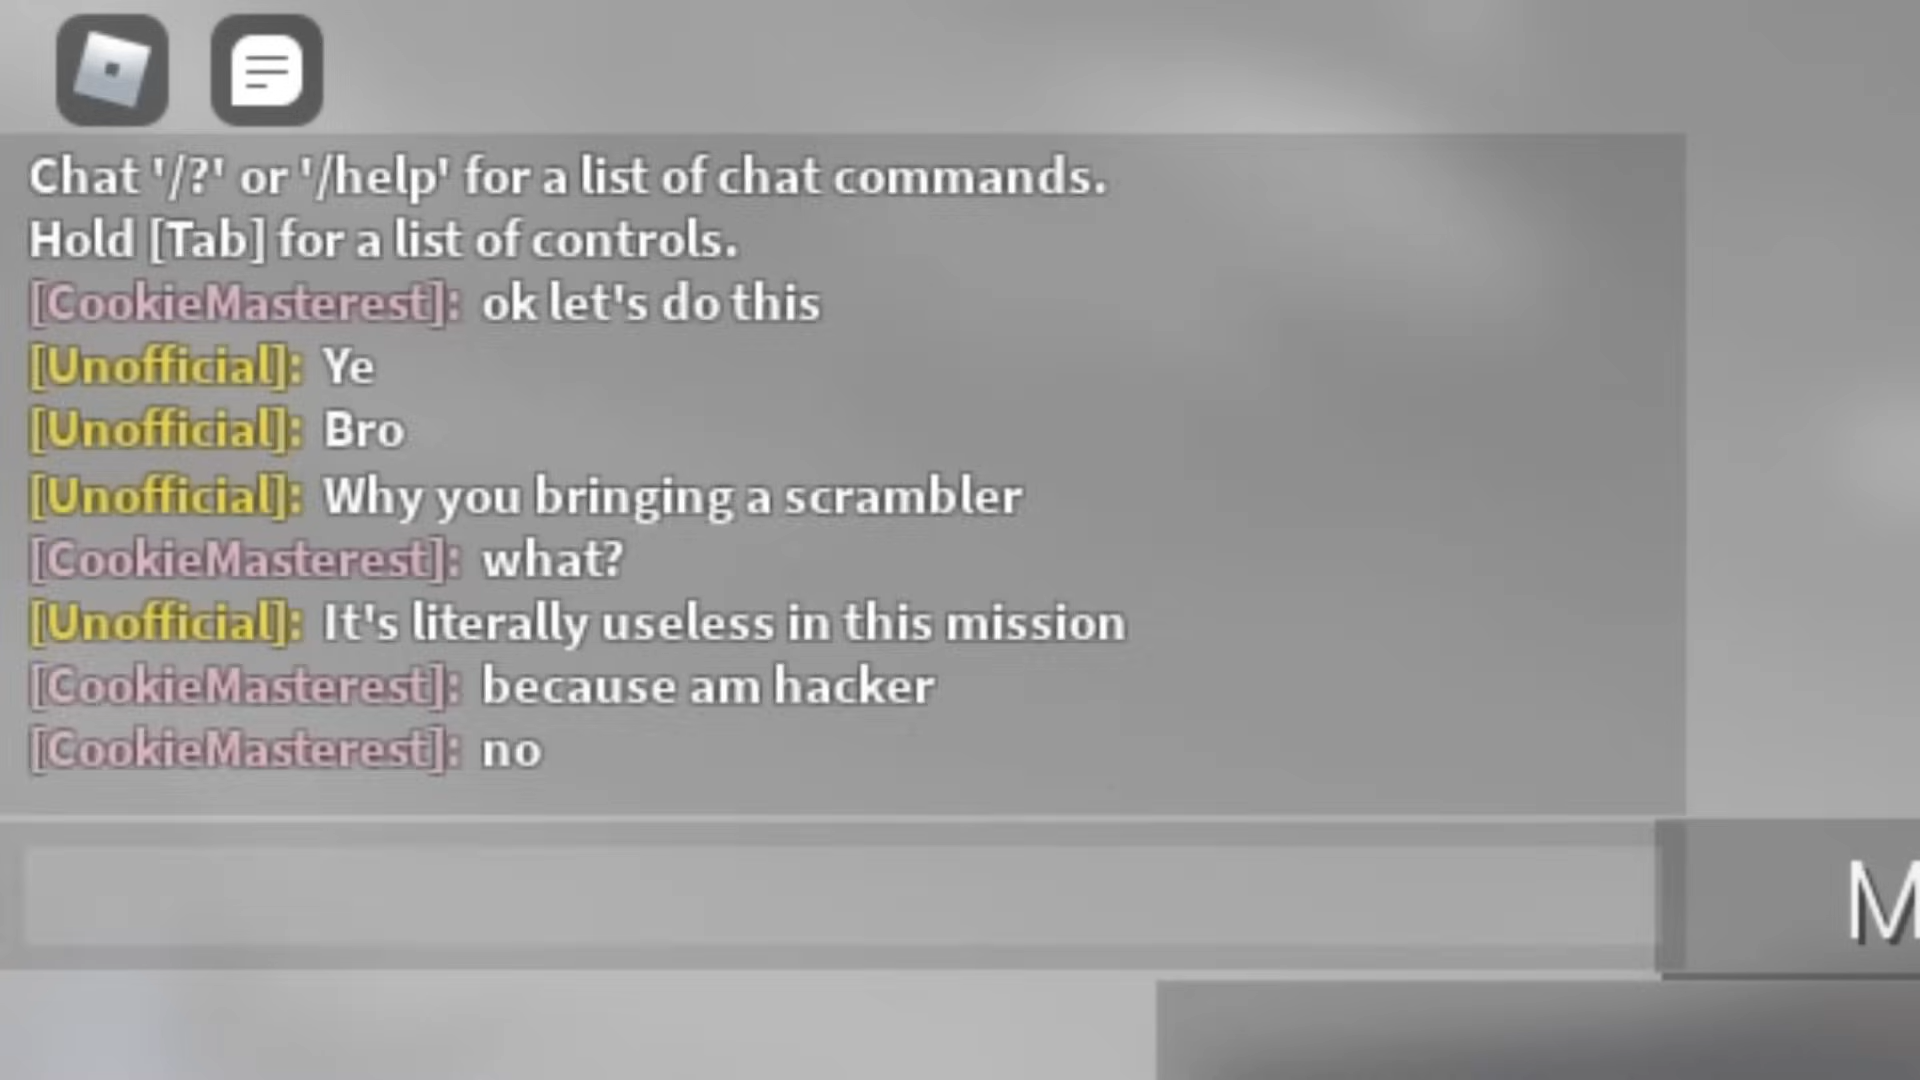 Chat '/?' or '/help' for a list of chat commands.
Hold [Tab] for a list of controls.
[CookieMasterest]: ok let's do this
[Unofficial]: Ye
[Unofficial]: Bro
[Unofficial]: Why you bringing a scrambler
[CookieMasterest]: what?
[Unofficial]: It's literally useless in this mission
[CookieMasterest]: because am hacker
[CookieMasterest]: no
M